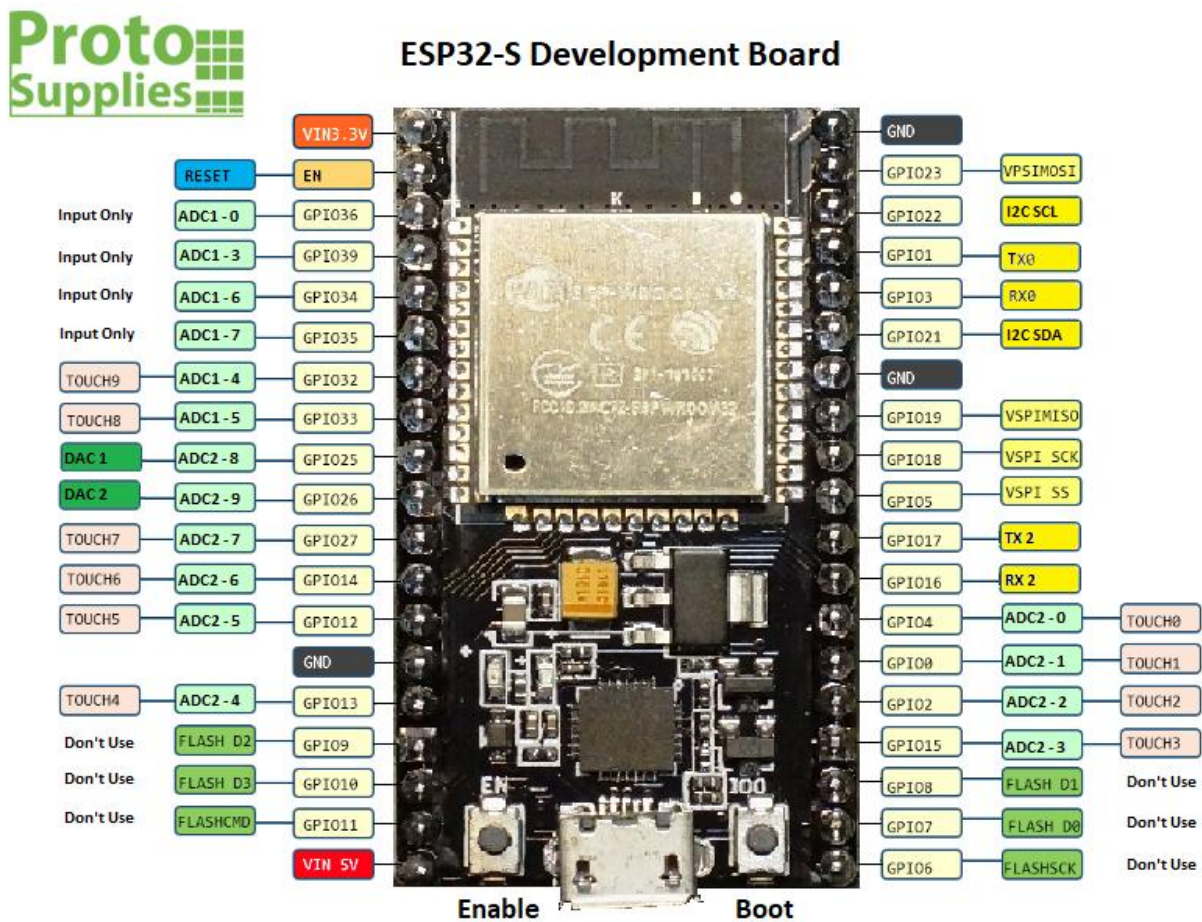 Proto
Supplies
ESP32-S Development Board
VIN3.3V
GND
RESET EN
GPIO23 VPSIMOSI
Input Only ADC1-0 GPIO36
GPIO22 I2C SCL
Input Only ADC1-3 GPIO39
GPIO1 TX0
Input Only ADC1-6 GPIO34
GPIO3 RX0
Input Only ADC1-7 GPIO35
GPIO21 I2C SDA
TOUCH9 ADC1-4 GPIO32
GND
TOUCH8 ADC1-5 GPIO33
GPIO19 VSPIMISO
DAC 1 ADC2-8 GPIO25
GPIO18 VSPI SCK
DAC 2 ADC2-9 GPIO26
GPIO5 VSPI SS
TOUCH7 ADC2-7 GPIO27
GPIO17 TX 2
TOUCH6 ADC2-6 GPIO14
GPIO16 RX 2
TOUCH5 ADC2-5 GPIO12
GPIO4 ADC2-0 TOUCH0
GND
GPIO0 ADC2-1 TOUCH1
TOUCH4 ADC2-4 GPIO13
GPIO2 ADC2-2 TOUCH2
Don't Use FLASH D2 GPIO9
GPIO15 ADC2-3 TOUCH3
Don't Use FLASH D3 GPIO10
GPIO8 FLASH D1 Don't Use
Don't Use FLASHCMD GPIO11
GPIO7 FLASH D0 Don't Use
VIN 5V
GPIO6 FLASHSCK Don't Use
CE
EN
IO0
Enable
Boot